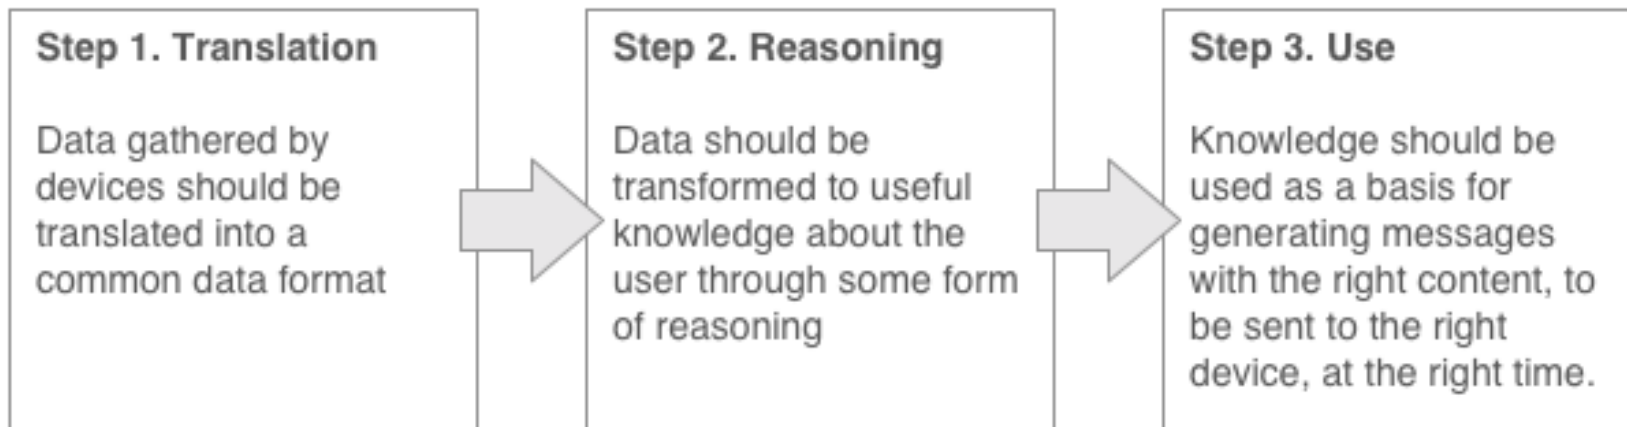 Step 1. Translation
Data gathered by
devices should be
translated into a
common data format
Step 2. Reasoning
Data should be
transformed to useful
knowledge about the
user through some form
of reasoning
Step 3. Use
Knowledge should be
used as a basis for
generating messages
with the right content, to
be sent to the right
device, at the right time.